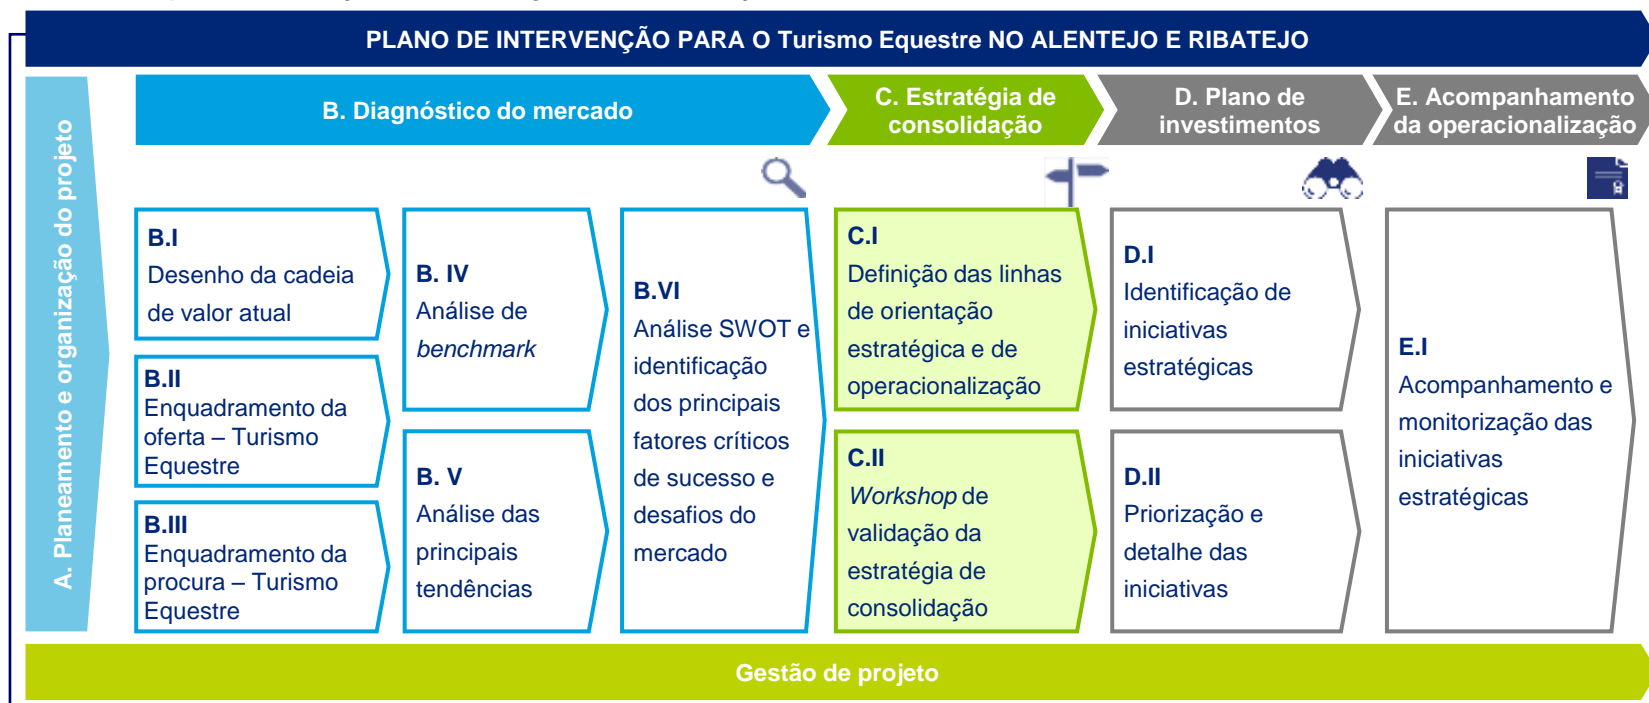 PLANO DE INTERVENÇÃO PARA O Turismo Equestre NO ALENTEJO E RIBATEJO
A. Planeamento e organização do projeto
B. Diagnóstico do mercado
C. Estratégia de
consolidação
D. Plano de
investimentos
E. Acompanhamento
da operacionalização
B.I
Desenho da cadeia
de valor atual
B.II
Enquadramento da
oferta – Turismo
Equestre
B.III
Enquadramento da
procura – Turismo
Equestre
B. IV
Análise de
benchmark
B. V
Análise das
principais
tendências
B.VI
Análise SWOT e
identificação
dos principais
fatores críticos
de sucesso e
desafios do
mercado
C.I
Definição das linhas
de orientação
estratégica e de
operacionalização
C.II
Workshop de
validação da
estratégia de
consolidação
D.I
Identificação de
iniciativas
estratégicas
D.II
Priorização e
detalhe das
iniciativas
E.I
Acompanhamento e
monitorização das
iniciativas
estratégicas
Gestão de projeto